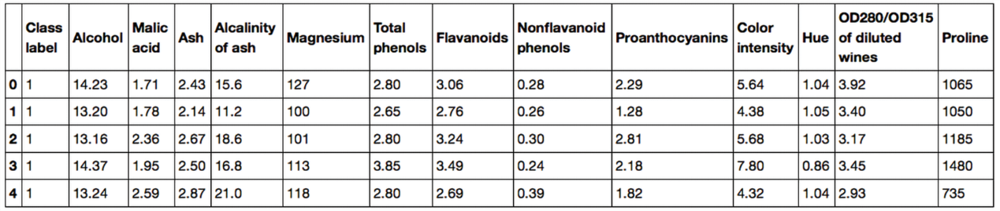 Class label Alcohol Malic acid Ash Alcalinity of ash Magnesium Total phenols Flavanoids Nonflavanoid phenols Proanthocyanins Color intensity Hue OD280/OD315 of diluted wines Proline
0 1 14.23 1.71 2.43 15.6 127 2.80 3.06 0.28 2.29 5.64 1.04 3.92 1065
1 1 13.20 1.78 2.14 11.2 100 2.65 2.76 0.26 1.28 4.38 1.05 3.40 1050
2 1 13.16 2.36 2.67 18.6 101 2.80 3.24 0.30 2.81 5.68 1.03 3.17 1185
3 1 14.37 1.95 2.50 16.8 113 3.85 3.49 0.24 2.18 7.80 0.86 3.45 1480
4 1 13.24 2.59 2.87 21.0 118 2.80 2.69 0.39 1.82 4.32 1.04 2.93 735